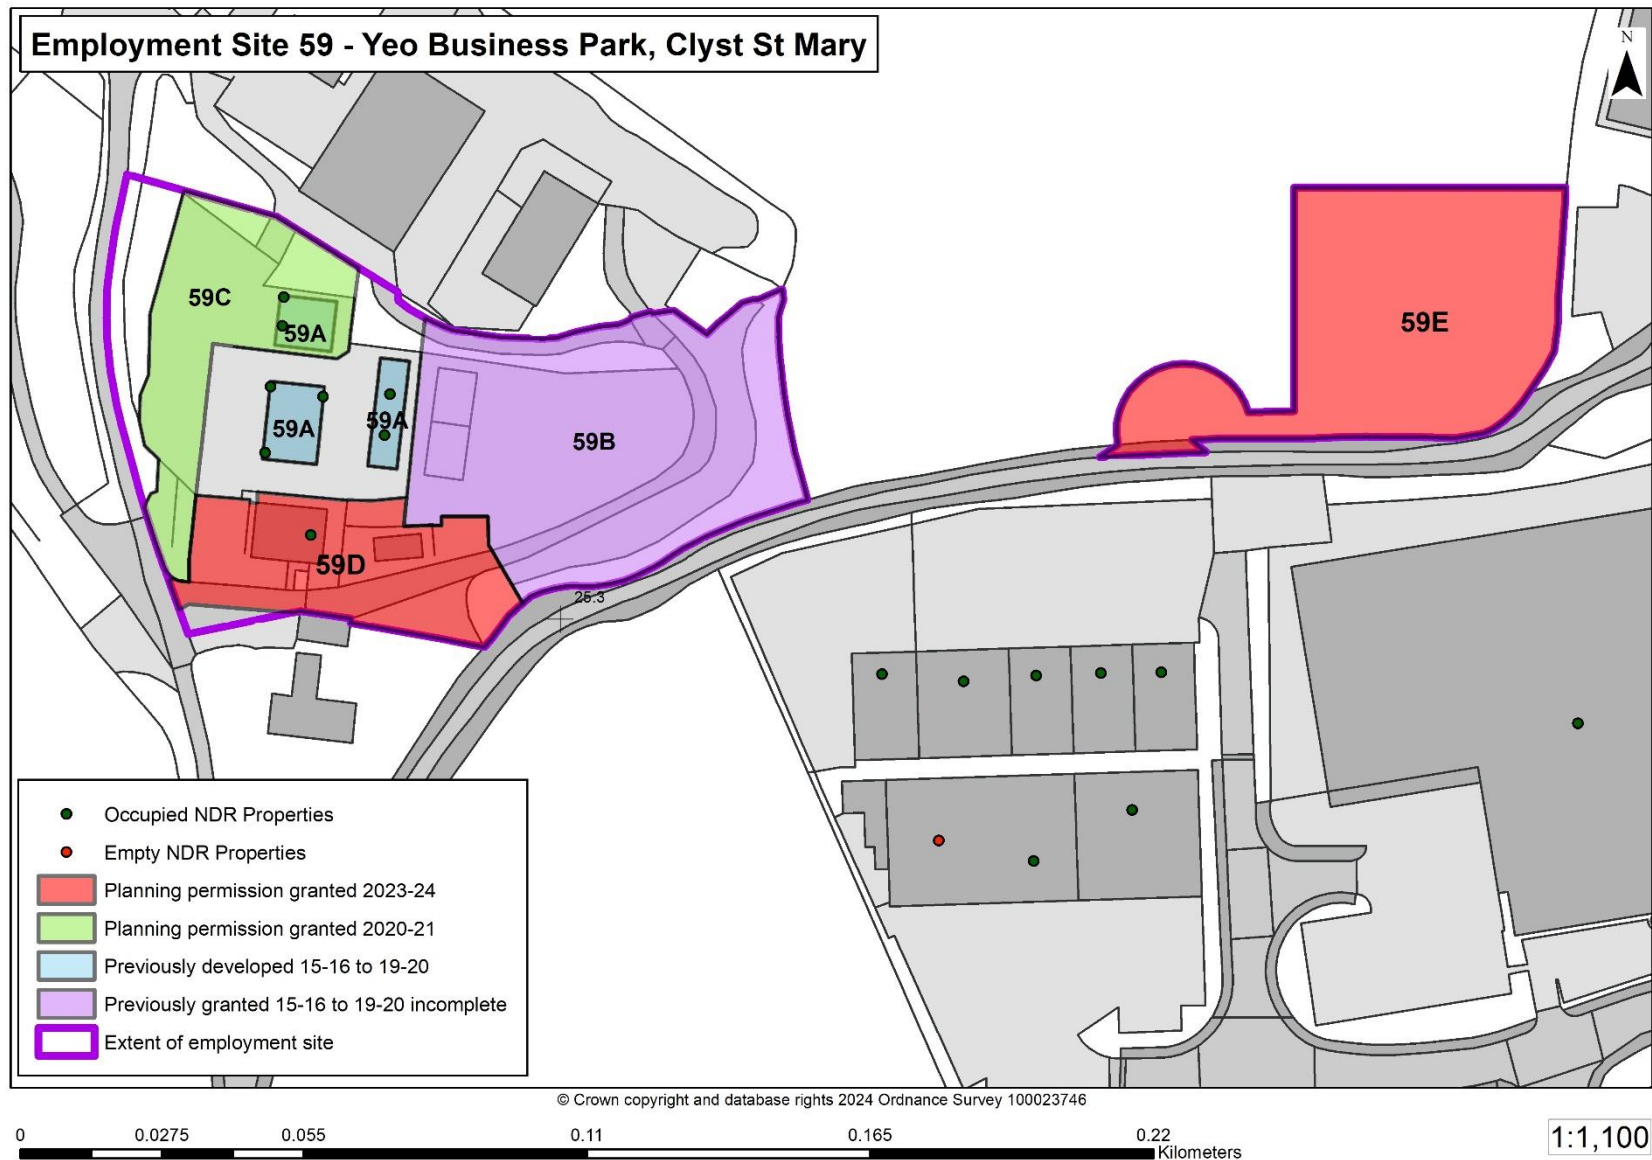 Employment Site 59 - Yeo Business Park, Clyst St Mary
N
59C
59A
59E
59A
59A
59B
59D
25.3
Occupied NDR Properties
Empty NDR Properties
Planning permission granted 2023-24
Planning permission granted 2020-21
Previously developed 15-16 to 19-20
Previously granted 15-16 to 19-20 incomplete
Extent of employment site
© Crown copyright and database rights 2024 Ordnance Survey 100023746
0 0.0275 0.055 0.11 0.165 0.22
Kilometers
1:1,100